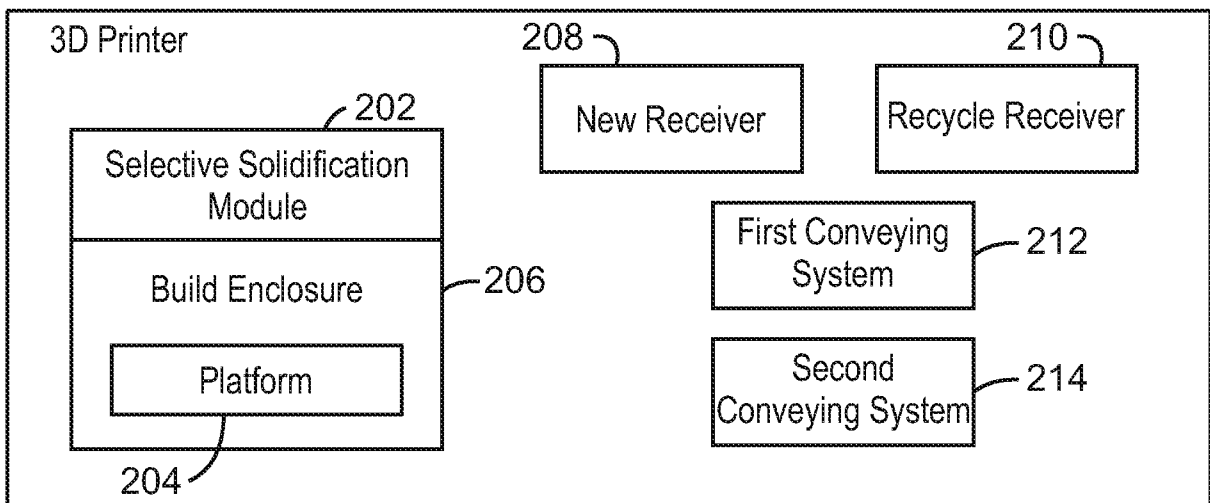 3D Printer
208
210
New Receiver
Recycle Receiver
202
Selective Solidification
Module
First Conveying
System
212
Build Enclosure
206
Second
Conveying System
214
Platform
204